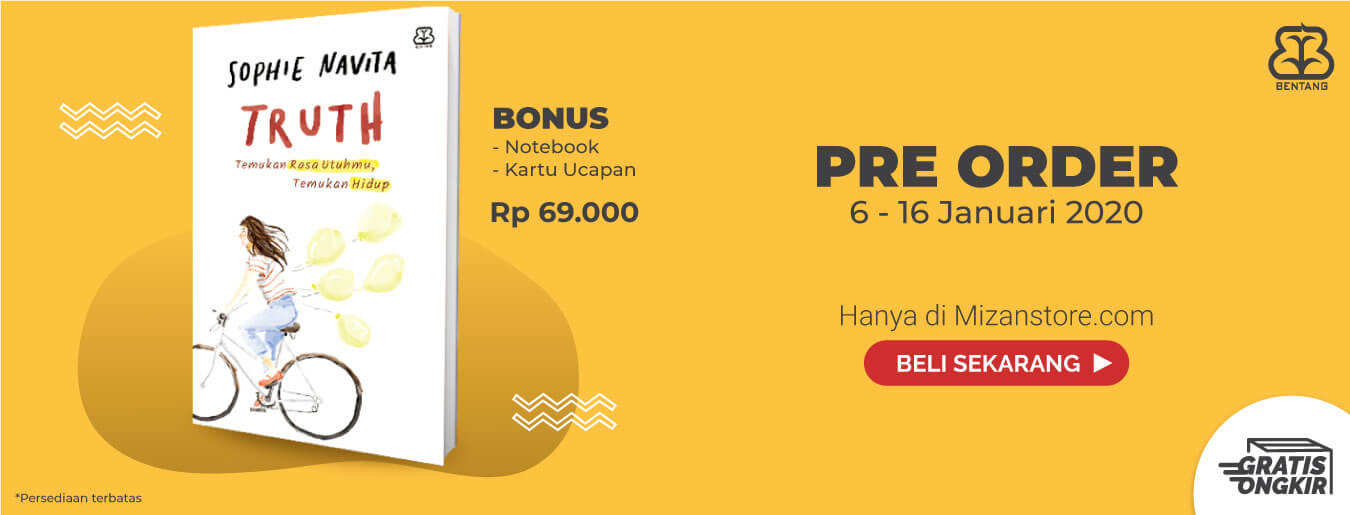 BENTANG
SOPHIE NAVITA
TRUTH
Temukan Rasa Utuhmu,
Temukan Hidup
BONUS
- Notebook
- Kartu Ucapan
Rp 69.000
BENTANG
PRE ORDER
6 - 16 Januari 2020
Hanya di Mizanstore.com
BELI SEKARANG
GRATIS
ONGKIR
*Persediaan terbatas